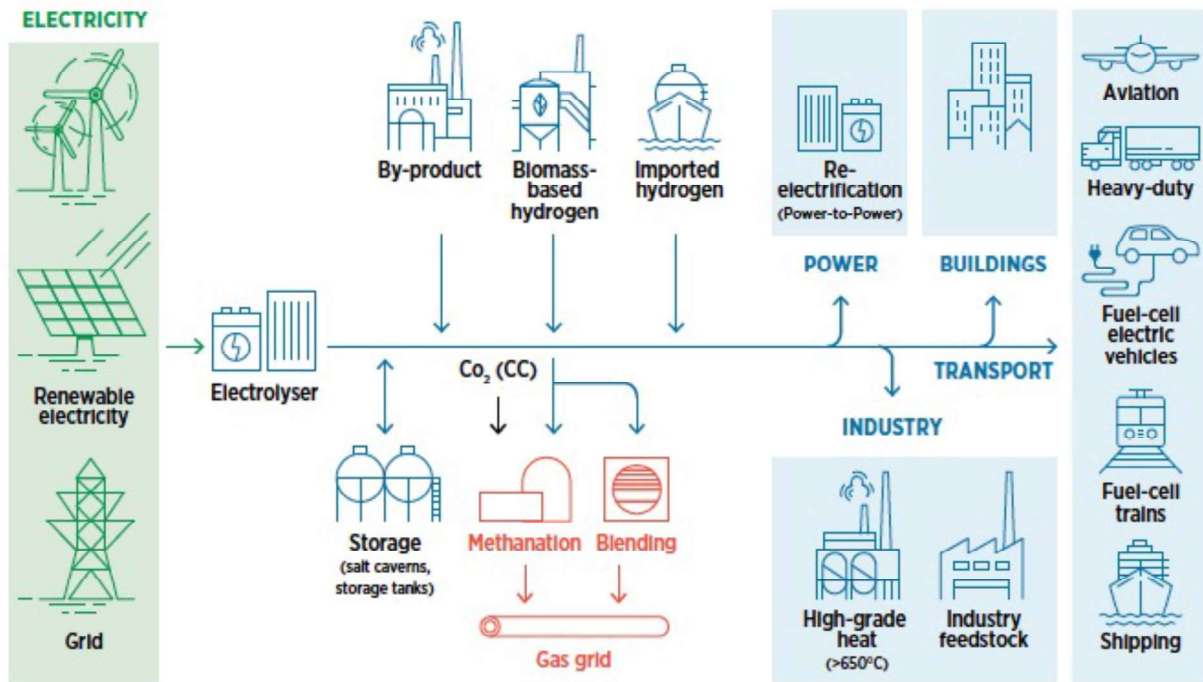 ELECTRICITY
Renewable
electricity
Grid
Electrolyser
By-product
Biomass-
based
hydrogen
Imported
hydrogen
Co₂ (CC)
Storage
(salt caverns,
storage tanks)
Methanation
Blending
Gas grid
Re-
electrification
(Power-to-Power)
POWER
BUILDINGS
TRANSPORT
INDUSTRY
High-grade
heat
(>650ºC)
Industry
feedstock
Aviation
Heavy-duty
Fuel-cell
electric
vehicles
Fuel-cell
trains
Shipping